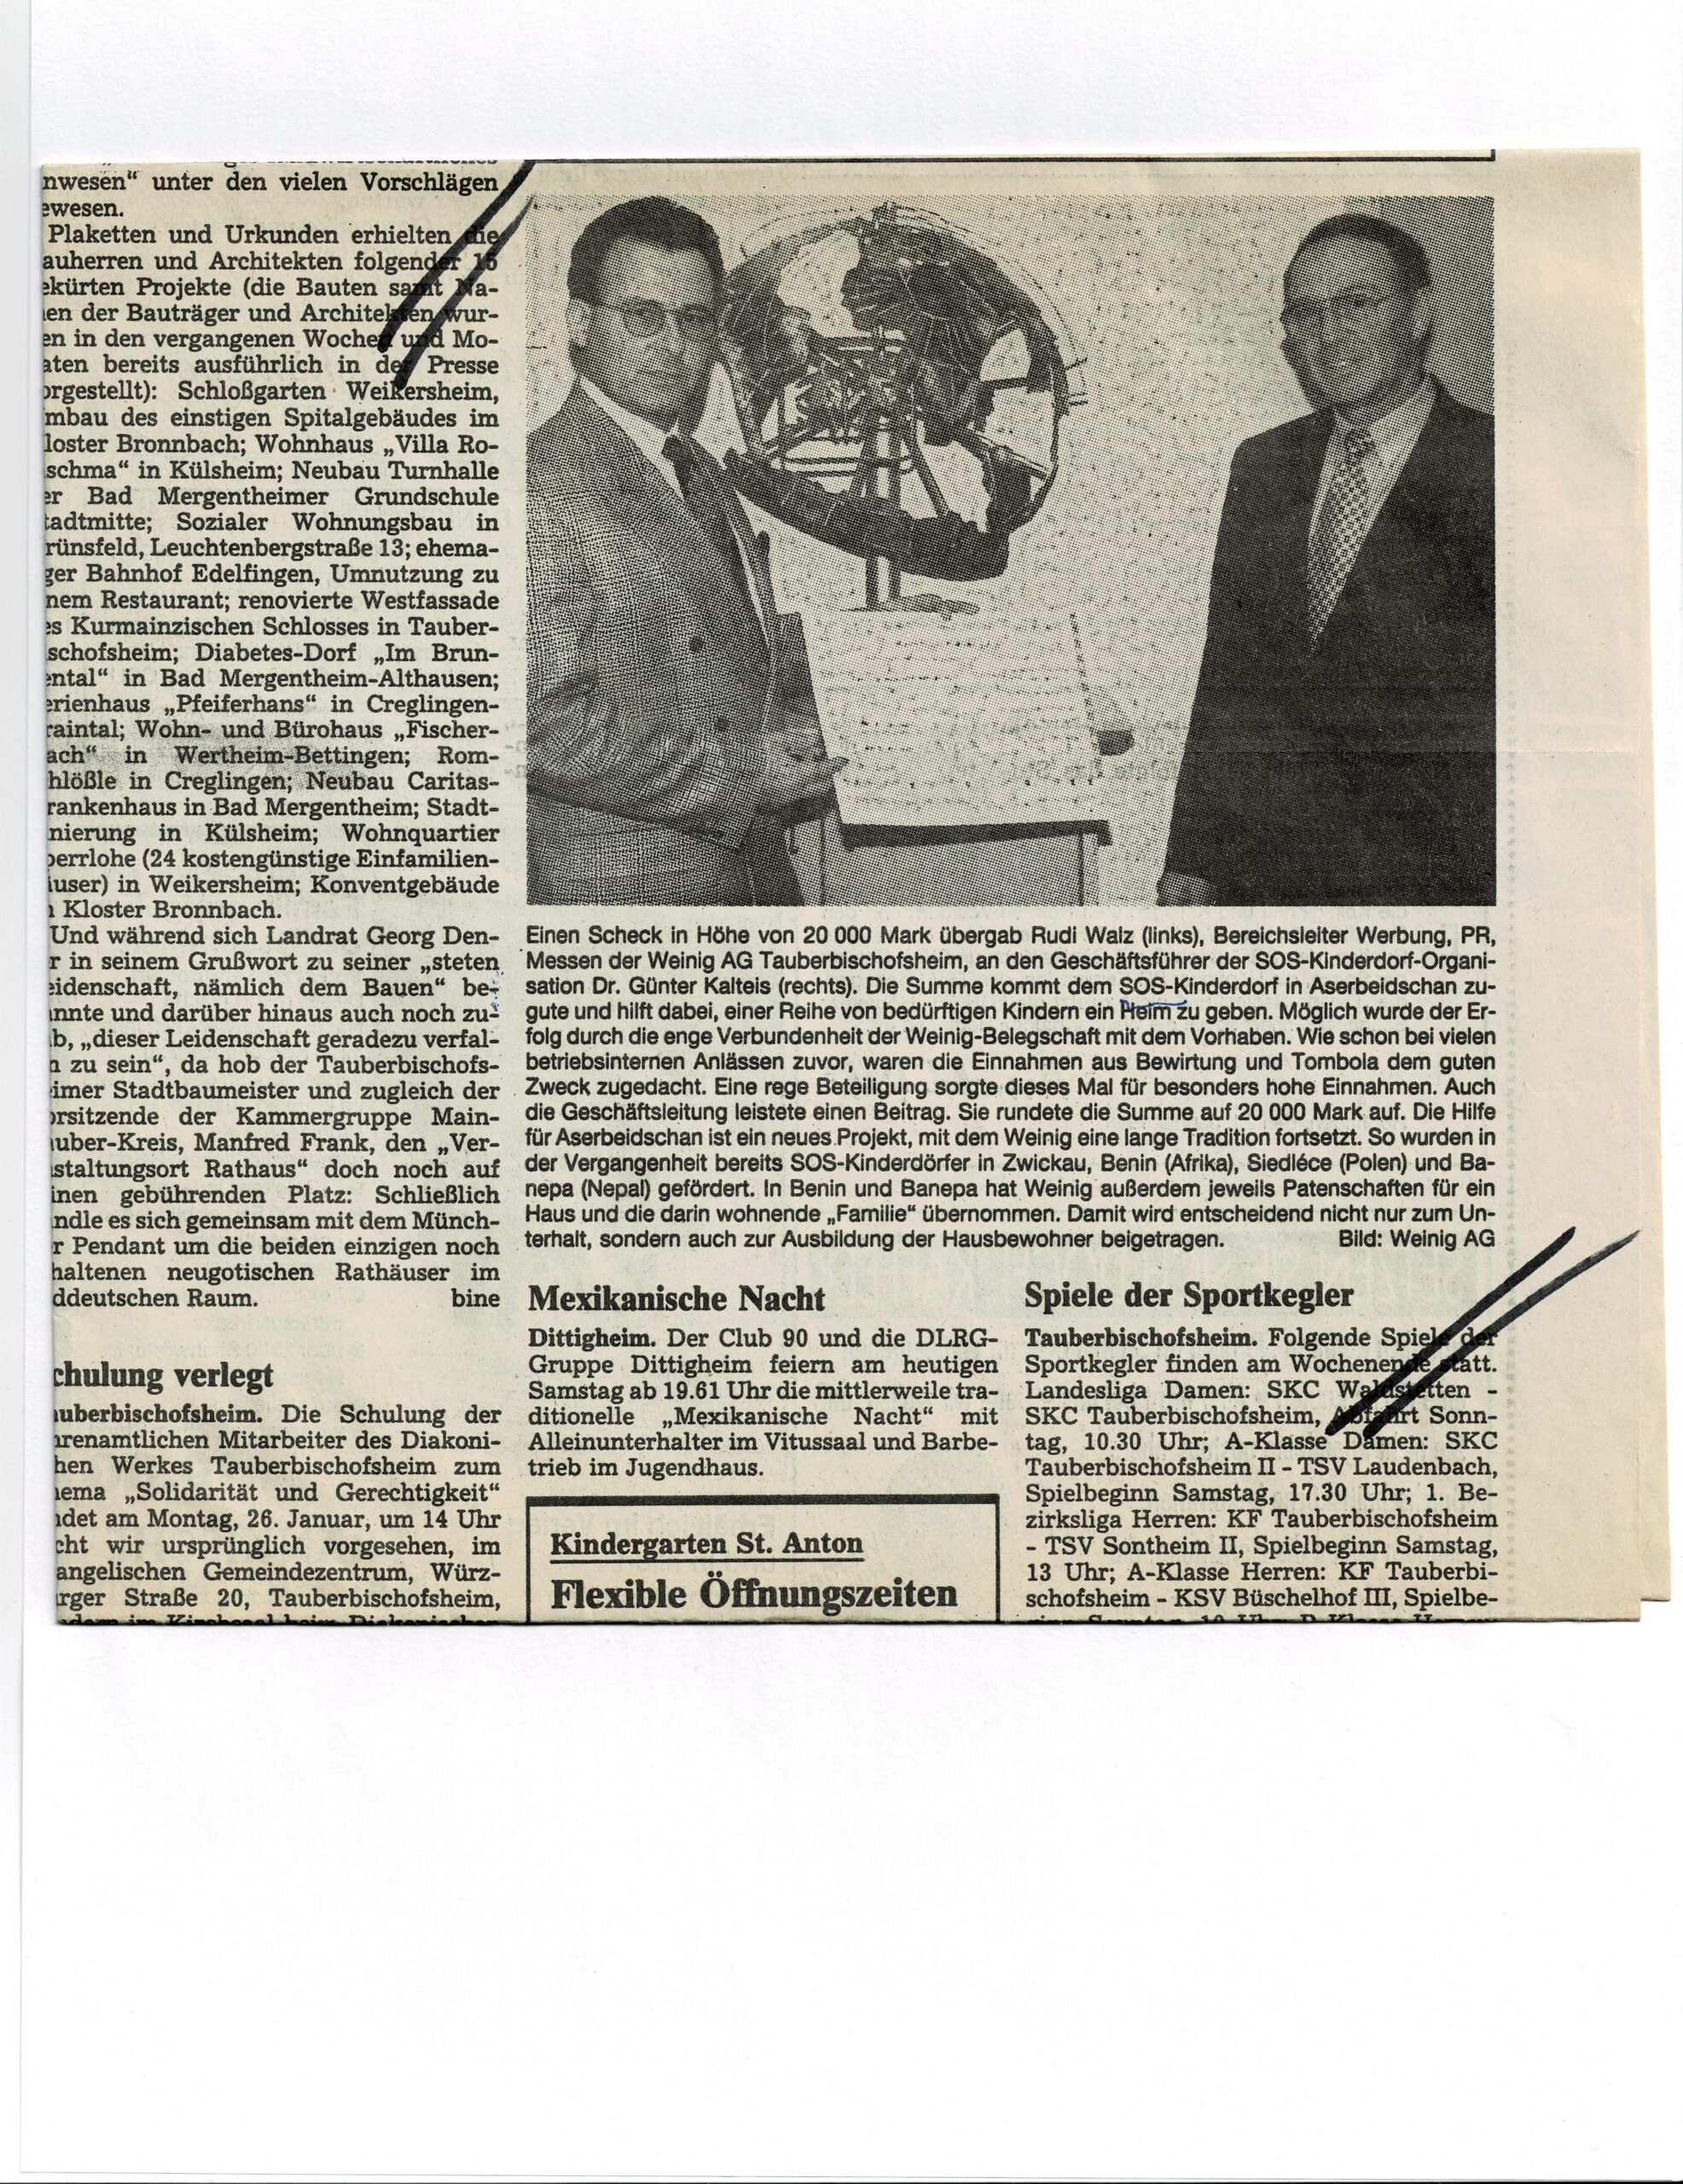 nwesen“ unter den vielen Vorschlägen
ewesen.
Plaketten und Urkunden erhielten die
auherren und Architekten folgender 15
ekürten Projekte (die Bauten samt Na-
en der Bauträger und Architekten wur-
en in den vergangenen Wochen und Mo-
aten bereits ausführlich in der Presse
orgestellt): Schloßgarten Weikersheim,
mbau des einstigen Spitalgebäudes im
loster Bronnbach; Wohnhaus „Villa Ro-
schma“ in Külsheim; Neubau Turnhalle
er Bad Mergentheimer Grundschule
tadtmitte; Sozialer Wohnungsbau in
rünsfeld, Leuchtenbergstraße 13; ehema-
ger Bahnhof Edelfingen, Umnutzung zu
nem Restaurant; renovierte Westfassade
es Kurmainzischen Schlosses in Tauber-
schofsheim; Diabetes-Dorf „Im Brun-
ental“ in Bad Mergentheim-Althausen;
erienhaus „Pfeiferhans“ in Creglingen-
raintal; Wohn- und Bürohaus „Fischer-
ach“ in Wertheim-Bettingen; Rom-
hlößle in Creglingen; Neubau Caritas-
rankenhaus in Bad Mergentheim; Stadt-
nierung in Külsheim; Wohnquartier
errlohe (24 kostengünstige Einfamilien-
user) in Weikersheim; Konventgebäude
Kloster Bronnbach.
Und während sich Landrat Georg Den-
r in seinem Grußwort zu seiner „steten
eidenschaft, nämlich dem Bauen“ be-
nnte und darüber hinaus auch noch zu-
b, „dieser Leidenschaft geradezu verfal-
n zu sein“, da hob der Tauberbischofs-
imer Stadtbaumeister und zugleich der
orsitzende der Kammergruppe Main-
uber-Kreis, Manfred Frank, den „Ver-
staltungsort Rathaus“ doch noch auf
inen gebührenden Platz: Schließlich
ndle es sich gemeinsam mit dem Münch-
r Pendant um die beiden einzigen noch
haltenen neugotischen Rathäuser im
ddeutschen Raum. bine
chulung verlegt
uberbischofsheim. Die Schulung der
renamtlichen Mitarbeiter des Diakoni-
hen Werkes Tauberbischofsheim zum
ema „Solidarität und Gerechtigkeit“
det am Montag, 26. Januar, um 14 Uhr
cht wir ursprünglich vorgesehen, im
angelischen Gemeindezentrum, Würz-
rger Straße 20, Tauberbischofsheim,
Einen Scheck in Höhe von 20 000 Mark übergab Rudi Walz (links), Bereichsleiter Werbung, PR,
Messen der Weinig AG Tauberbischofsheim, an den Geschäftsführer der SOS-Kinderdorf-Organi-
sation Dr. Günter Kalteis (rechts). Die Summe kommt dem SOS-Kinderdorf in Aserbeidschan zu-
gute und hilft dabei, einer Reihe von bedürftigen Kindern ein Heim zu geben. Möglich wurde der Er-
folg durch die enge Verbundenheit der Weinig-Belegschaft mit dem Vorhaben. Wie schon bei vielen
betriebsinternen Anlässen zuvor, waren die Einnahmen aus Bewirtung und Tombola dem guten
Zweck zugedacht. Eine rege Beteiligung sorgte dieses Mal für besonders hohe Einnahmen. Auch
die Geschäftsleitung leistete einen Beitrag. Sie rundete die Summe auf 20 000 Mark auf. Die Hilfe
für Aserbeidschan ist ein neues Projekt, mit dem Weinig eine lange Tradition fortsetzt. So wurden in
der Vergangenheit bereits SOS-Kinderdörfer in Zwickau, Benin (Afrika), Siedléce (Polen) und Ba-
nepa (Nepal) gefördert. In Benin und Banepa hat Weinig außerdem jeweils Patenschaften für ein
Haus und die darin wohnende „Familie“ übernommen. Damit wird entscheidend nicht nur zum Un-
terhalt, sondern auch zur Ausbildung der Hausbewohner beigetragen. Bild: Weinig AG
Mexikanische Nacht
Dittigheim. Der Club 90 und die DLRG-
Gruppe Dittigheim feiern am heutigen
Samstag ab 19.61 Uhr die mittlerweile tra-
ditionelle „Mexikanische Nacht“ mit
Alleinunterhalter im Vitussaal und Barbe-
trieb im Jugendhaus.
Kindergarten St. Anton
Flexible Öffnungszeiten
Spiele der Sportkegler
Tauberbischofsheim. Folgende Spiele der
Sportkegler finden am Wochenende statt.
Landesliga Damen: SKC Waldstetten -
SKC Tauberbischofsheim, Abfahrt Sonn-
tag, 10.30 Uhr; A-Klasse Damen: SKC
Tauberbischofsheim II - TSV Laudenbach,
Spielbeginn Samstag, 17.30 Uhr; 1. Be-
zirksliga Herren: KF Tauberbischofsheim
- TSV Sontheim II, Spielbeginn Samstag,
13 Uhr; A-Klasse Herren: KF Tauberbi-
schofsheim - KSV Büschelhof III, Spielbe-